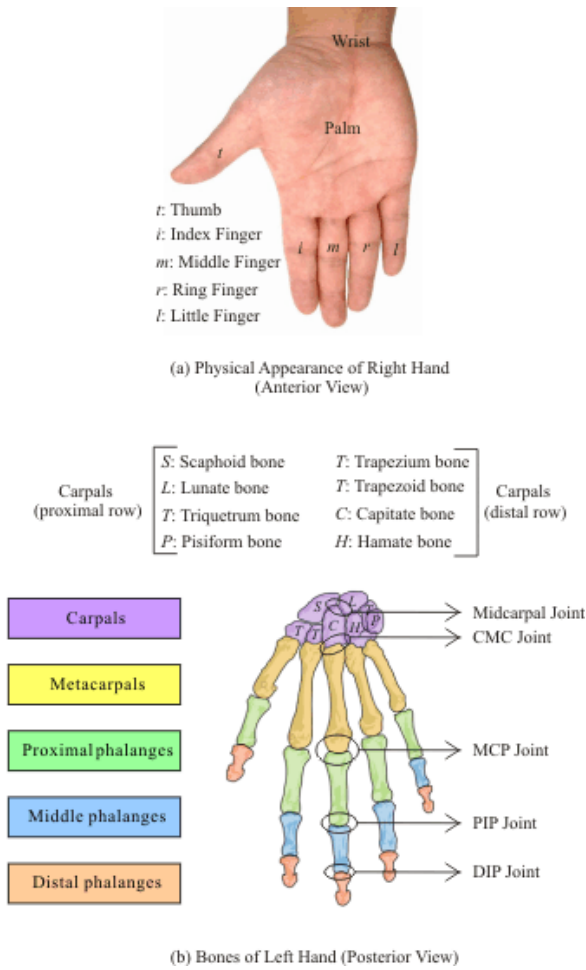 Wrist
Palm
t
t: Thumb
i: Index Finger
m: Middle Finger
r: Ring Finger
l: Little Finger
i m r l
(a) Physical Appearance of Right Hand
(Anterior View)
Carpals
(proximal row)
S: Scaphoid bone
L: Lunate bone
T: Triquetrum bone
P: Pisiform bone
T: Trapezium bone
T: Trapezoid bone
C: Capitate bone
H: Hamate bone
Carpals
(distal row)
Carpals
Metacarpals
Proximal phalanges
Middle phalanges
Distal phalanges
S L T
T T C H P
Midcarpal Joint
CMC Joint
MCP Joint
PIP Joint
DIP Joint
(b) Bones of Left Hand (Posterior View)